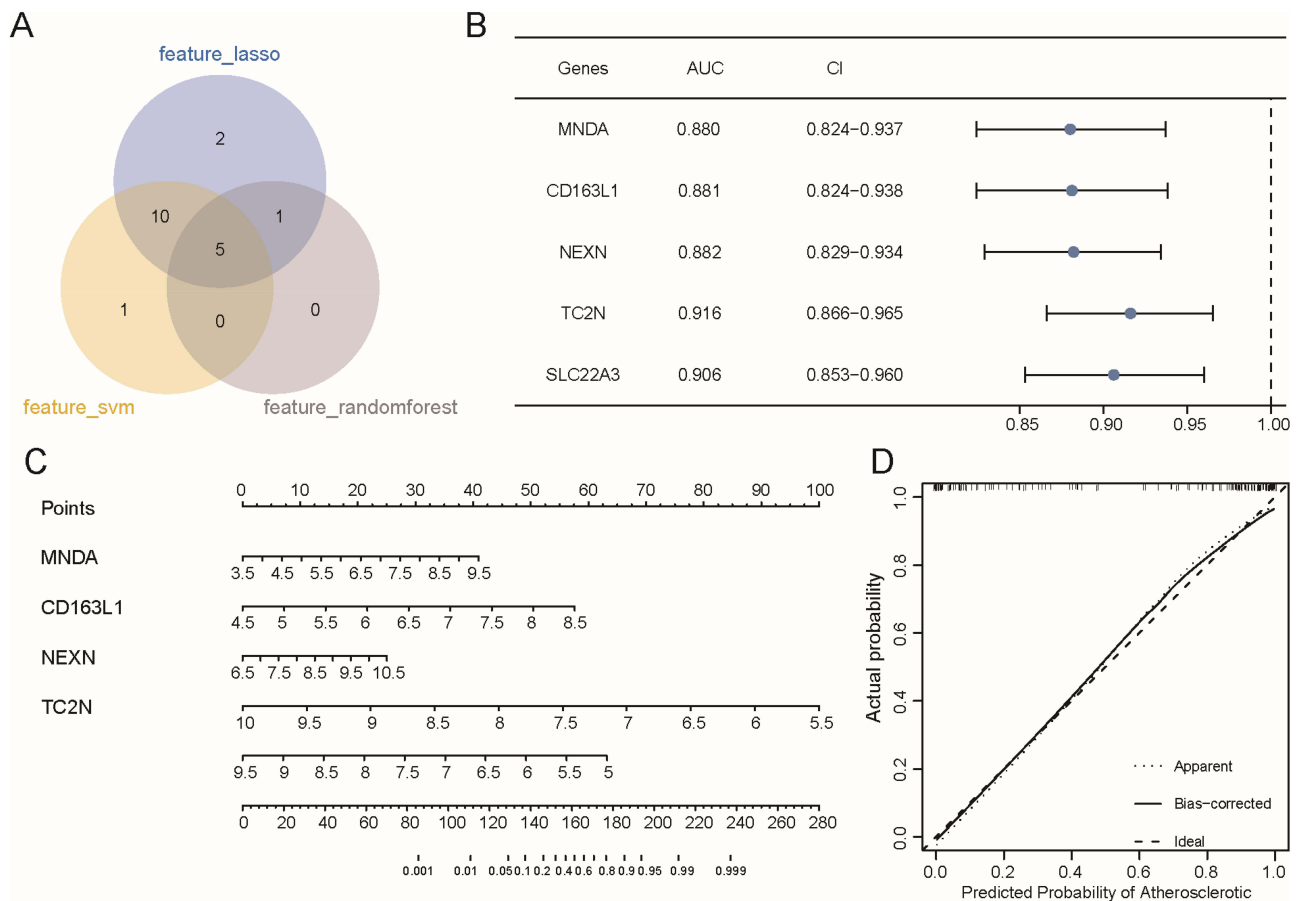 A
feature_lasso
2
10
1
5
1
0
0
feature_svm
feature_randomforest
B
Genes AUC CI
MNDA 0.880 0.824−0.937
CD163L1 0.881 0.824−0.938
NEXN 0.882 0.829−0.934
TC2N 0.916 0.866−0.965
SLC22A3 0.906 0.853−0.960
0.85 0.90 0.95 1.00
C
0 10 20 30 40 50 60 70 80 90 100
Points
MNDA
3.5 4.5 5.5 6.5 7.5 8.5 9.5
CD163L1
4.5 5 5.5 6 6.5 7 7.5 8 8.5
NEXN
6.5 7.5 8.5 9.5 10.5
TC2N
10 9.5 9 8.5 8 7.5 7 6.5 6 5.5
9.5 9 8.5 8 7.5 7 6.5 6 5.5 5
0 20 40 60 80 100 120 140 160 180 200 220 240 260 280
0.001 0.01 0.05 0.1 0.2 0.4 0.6 0.8 0.9 0.95 0.99 0.999
D
Actual probability
1.0
0.8
0.6
0.4
0.2
0.0
Apparent
Bias−corrected
Ideal
0.0 0.2 0.4 0.6 0.8 1.0
Predicted Probability of Atherosclerotic